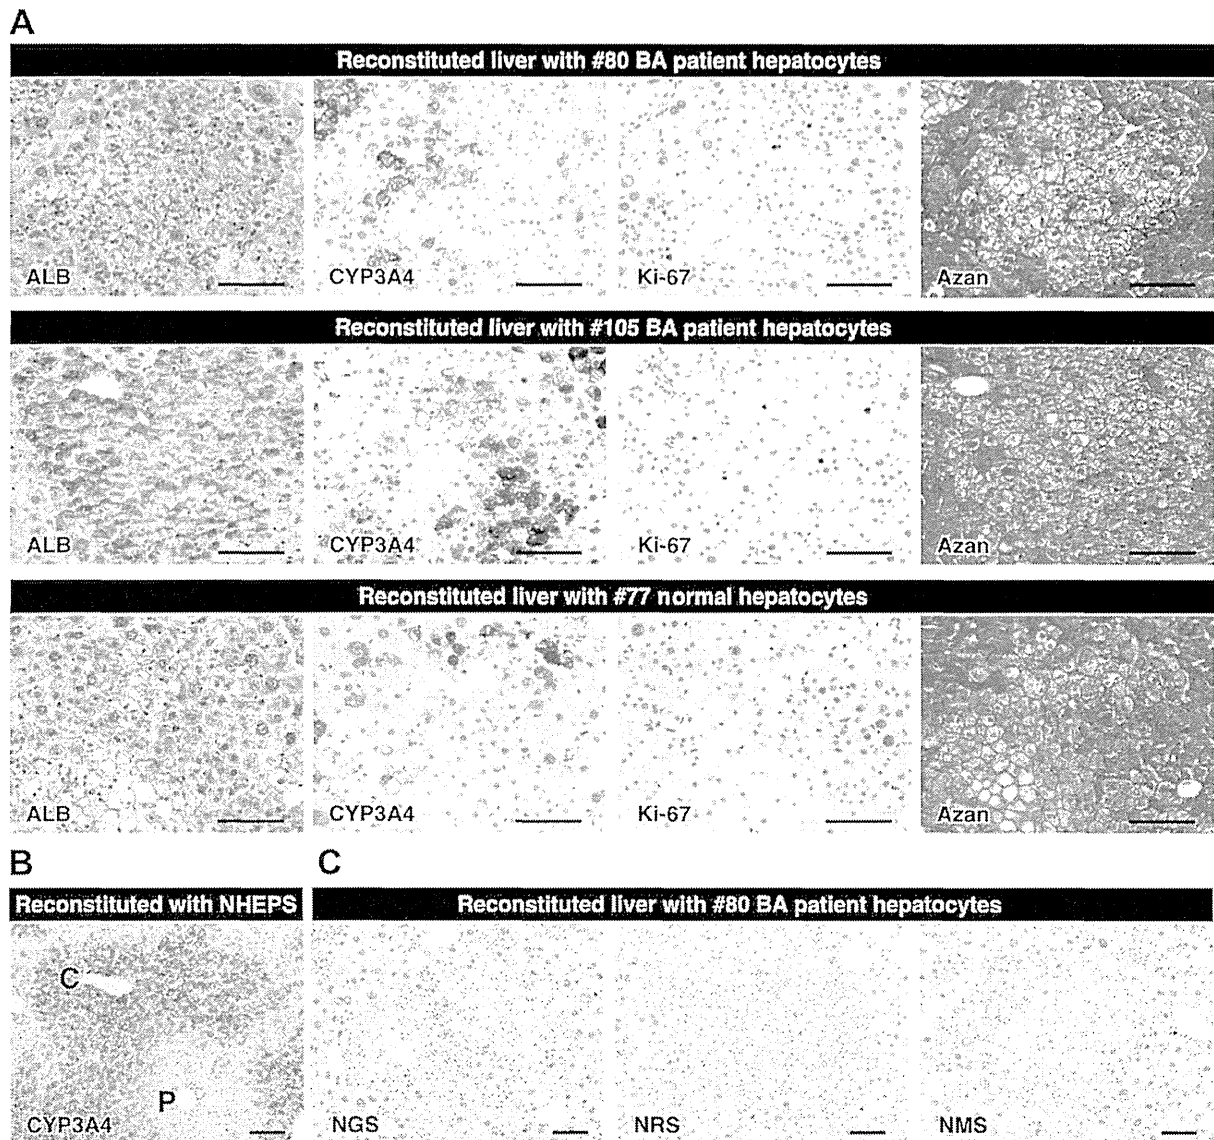 A
Reconstituted liver with #80 BA patient hepatocytes
ALB CYP3A4 Ki-67 Azan
Reconstituted liver with #105 BA patient hepatocytes
ALB CYP3A4 Ki-67 Azan
Reconstituted liver with #77 normal hepatocytes
ALB CYP3A4 Ki-67 Azan
B C
Reconstituted with NHEPS Reconstituted liver with #80 BA patient hepatocytes
C
P
CYP3A4 NGS NRS NMS